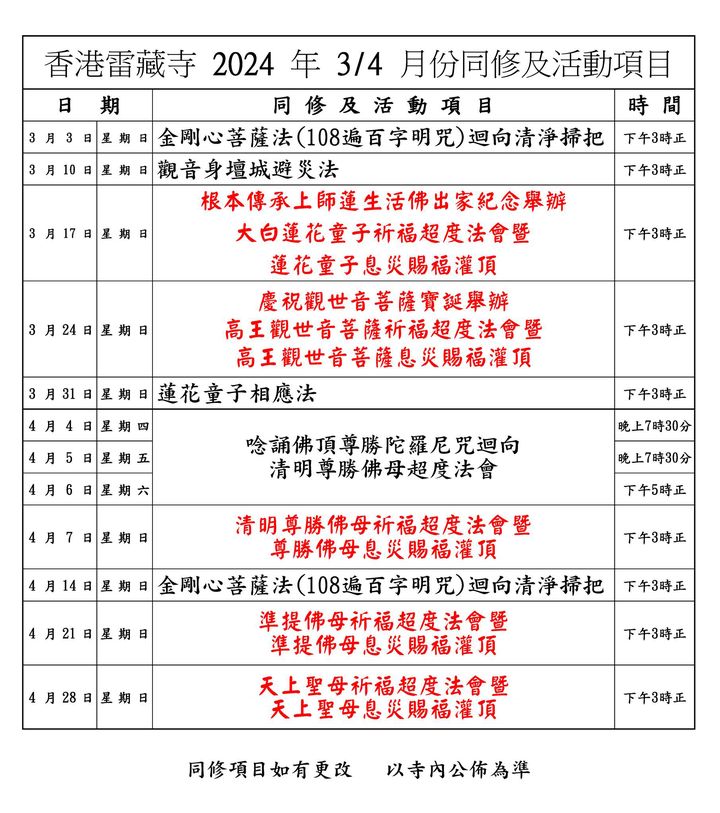 香港雷藏寺 2024 年 3/4 月份同修及活動項目
日 期 同修及活動項目 時間
3 月 3 日 星期日 金剛心菩薩法(108遍百字明咒)迴向清淨掃把 下午3時正
3 月 10 日 星期日 觀音身壇城避災法 下午3時正
根本傳承上師蓮生活佛出家紀念舉辦
3 月 17 日 星期日 大白蓮花童子祈福超度法會暨 下午3時正
蓮花童子息災賜福灌頂
慶祝觀世音菩薩寶誕舉辦
3 月 24 日 星期日 高王觀世音菩薩祈福超度法會暨 下午3時正
高王觀世音菩薩息災賜福灌頂
3 月 31 日 星期日 蓮花童子相應法 下午3時正
4 月 4 日 星期四 晚上7時30分
唸誦佛頂尊勝陀羅尼咒迴向
4 月 5 日 星期五 晚上7時30分
清明尊勝佛母超度法會
4 月 6 日 星期六 下午5時正
清明尊勝佛母祈福超度法會暨
4 月 7 日 星期日 下午3時正
尊勝佛母息災賜福灌頂
4 月 14 日 星期日 金剛心菩薩法(108遍百字明咒)迴向清淨掃把 下午3時正
準提佛母祈福超度法會暨
4 月 21 日 星期日 下午3時正
準提佛母息災賜福灌頂
天上聖母祈福超度法會暨
4 月 28 日 星期日 下午3時正
天上聖母息災賜福灌頂
同修項目如有更改 以寺內公佈為準